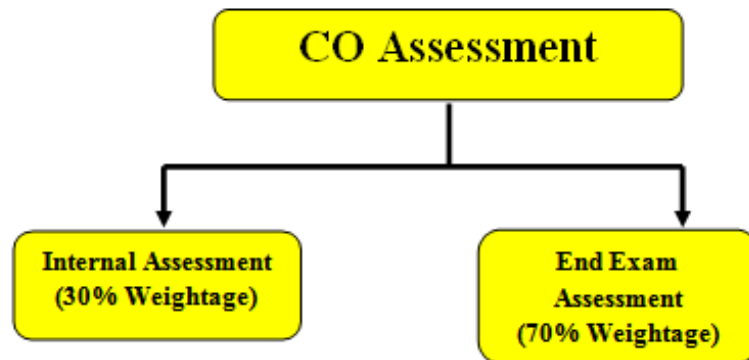 CO Assessment
Internal Assessment
(30% Weightage)
End Exam
Assessment
(70% Weightage)